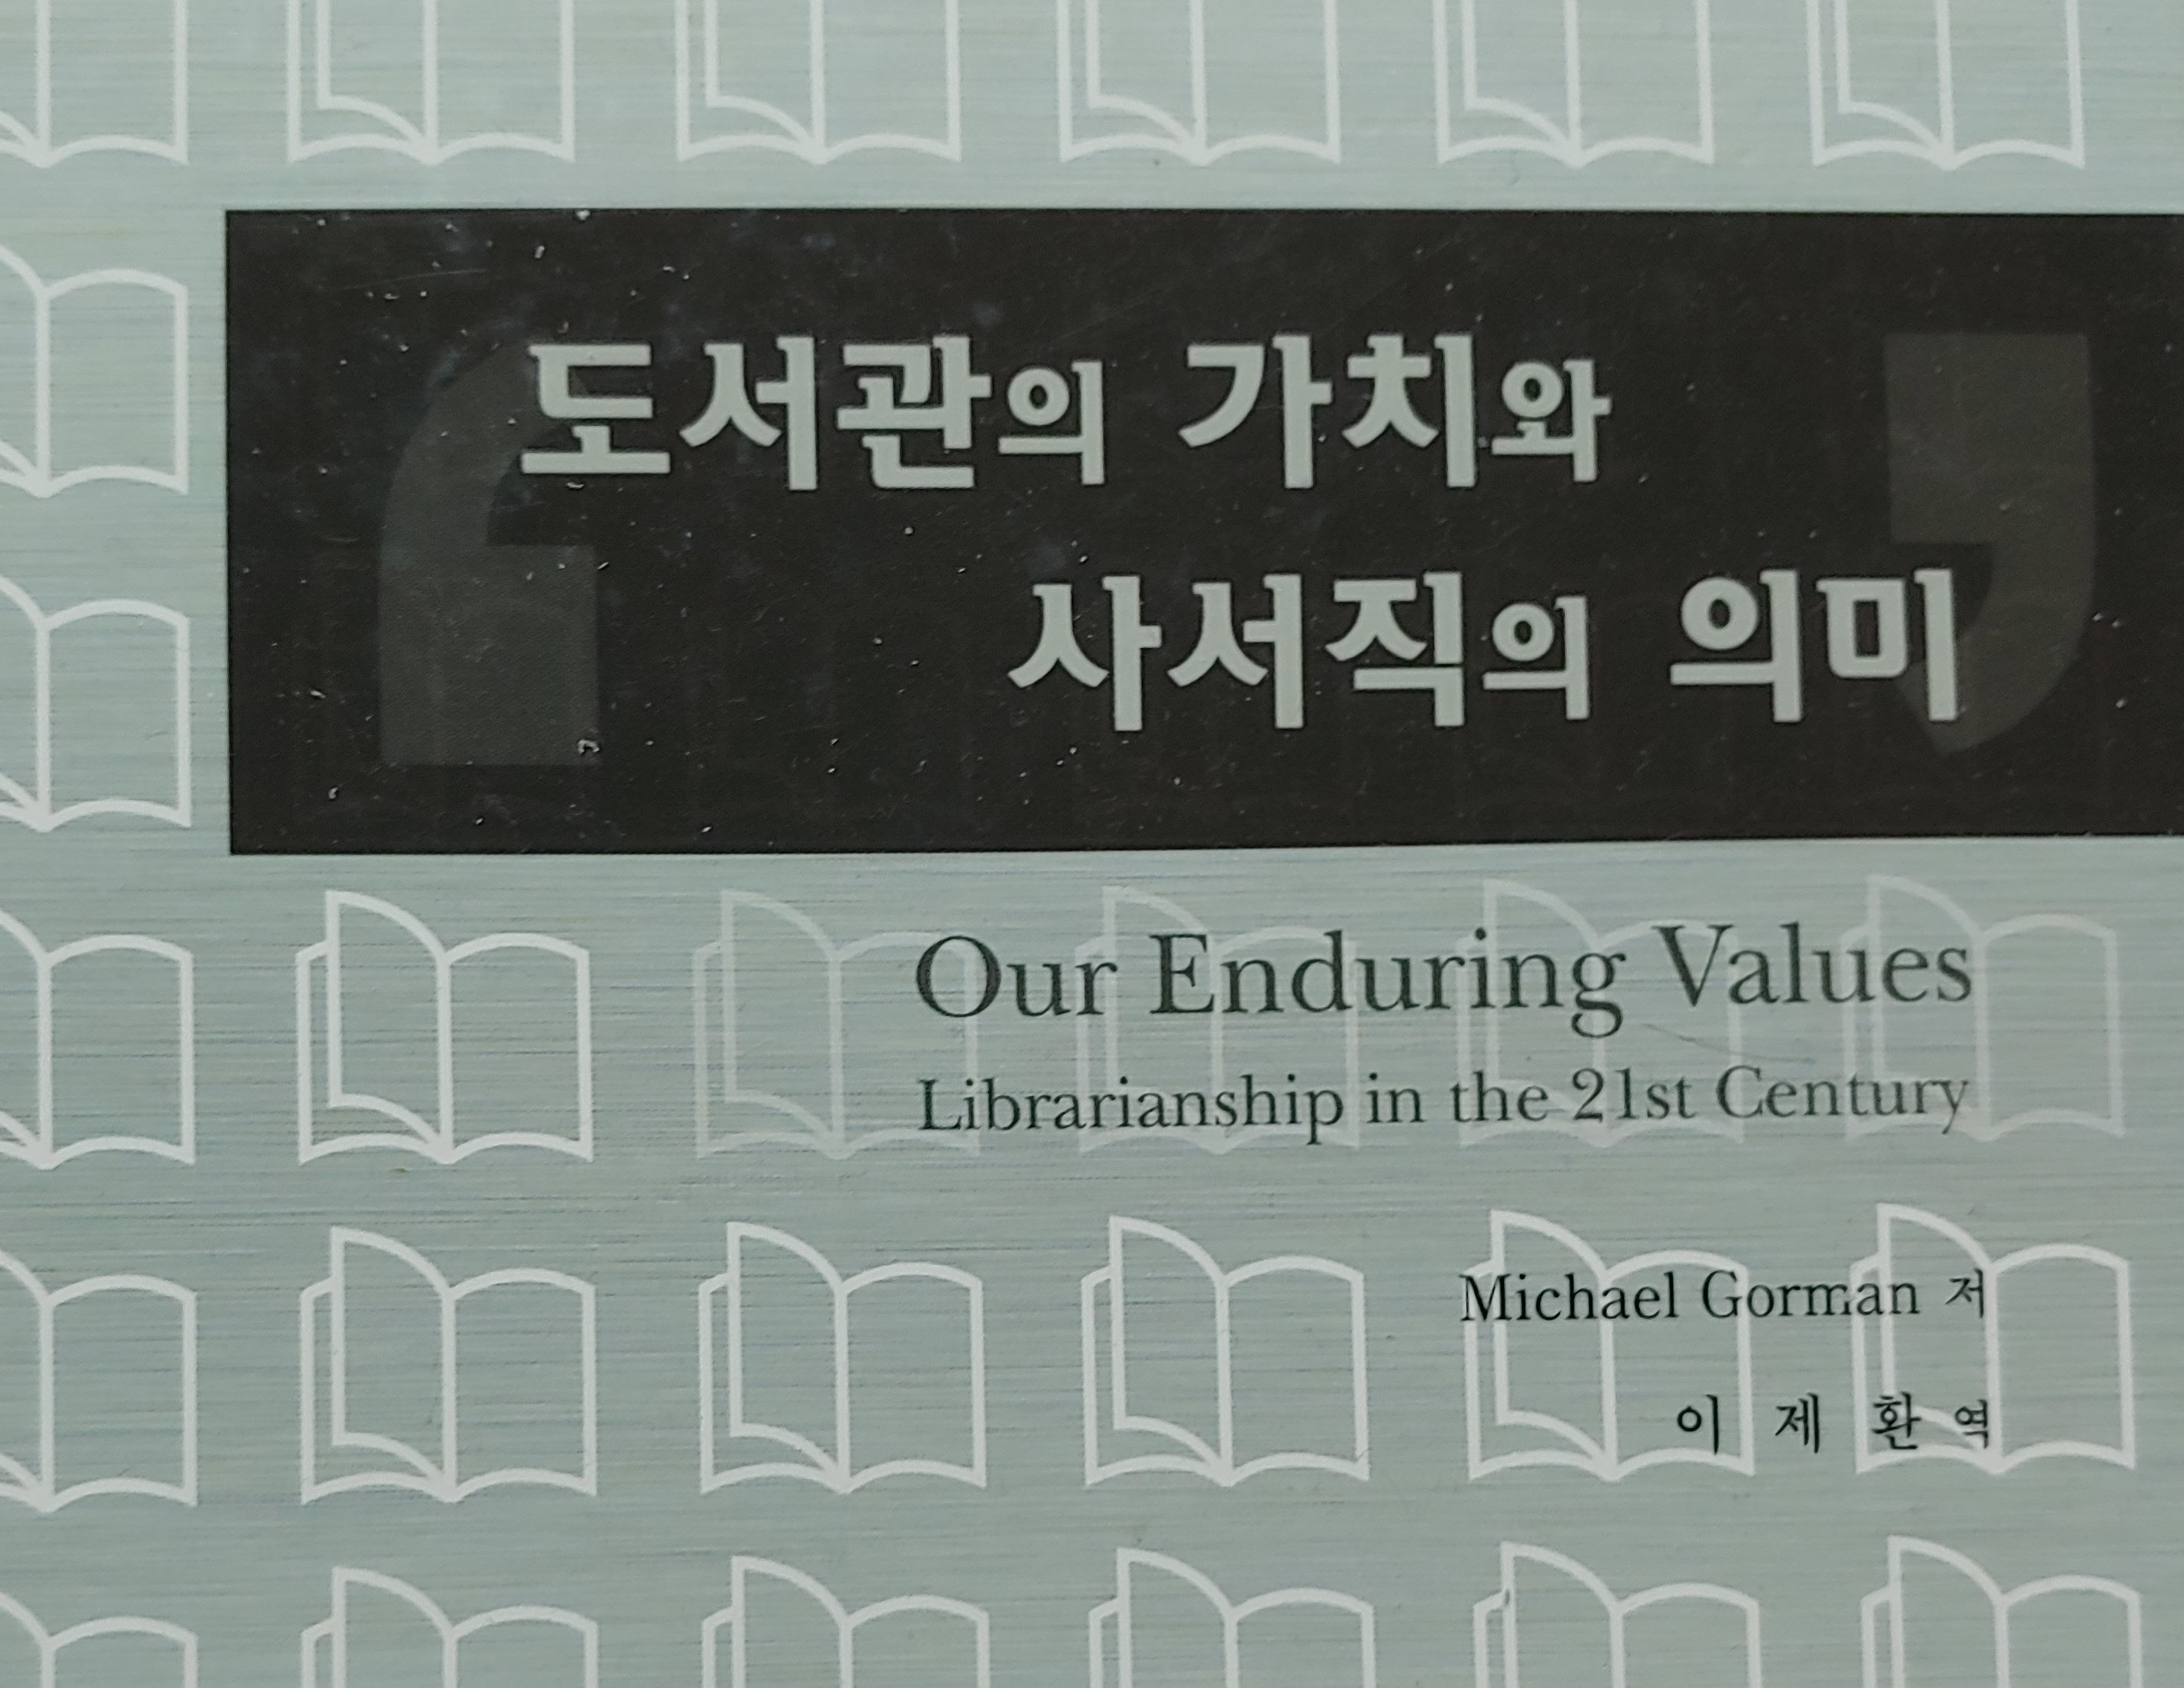 도서관의 가치와
사서직의 의미
Our Enduring Values
Librarianship in the 21st Century
Michael Gorman 저
이 제 환 역